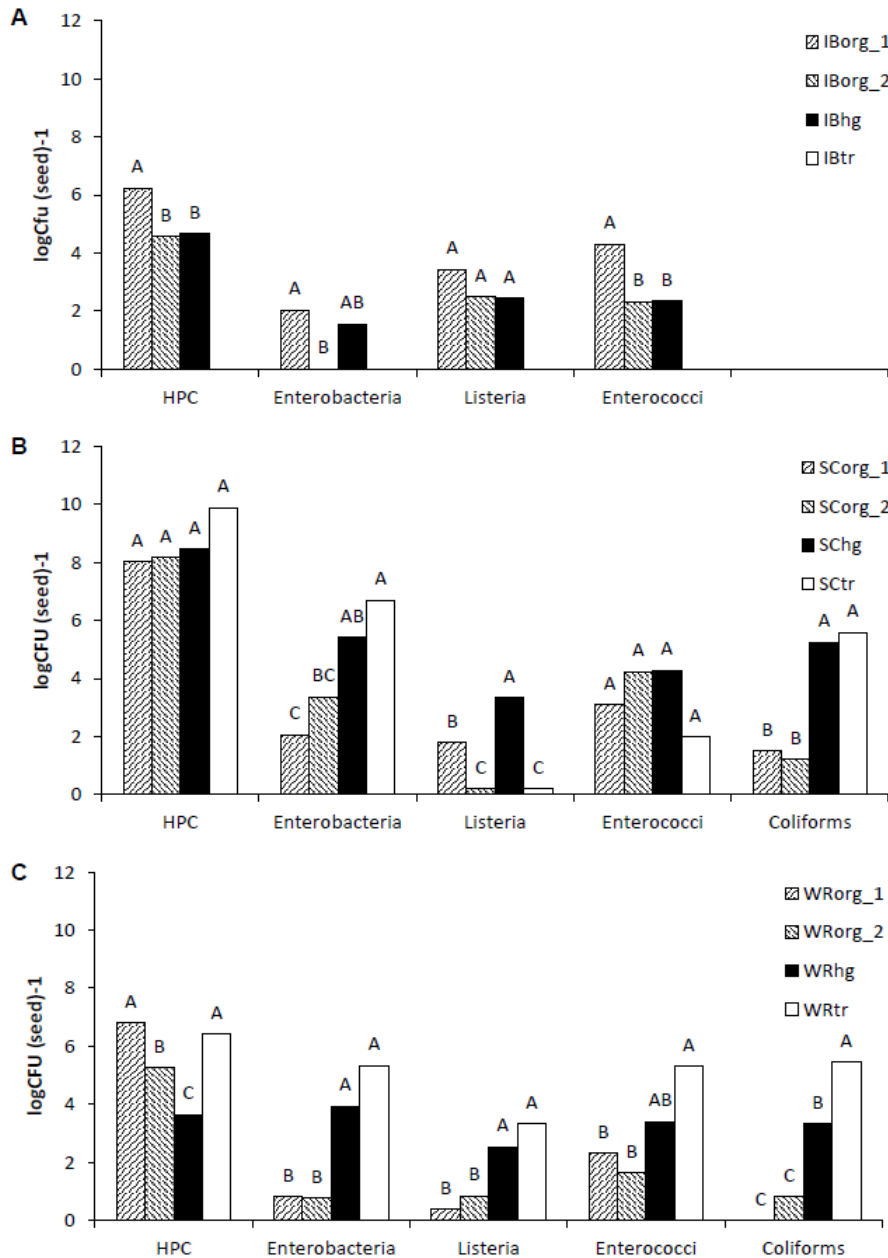 A
12
10
8
6
4
2
0
logCfu (seed)-1
IBorg_1
IBorg_2
IBhg
IBtr
A B B
A B AB
A A A
A B B
HPC Enterobacteria Listeria Enterococci
B
12
10
8
6
4
2
0
logCFU (seed)-1
SCorg_1
SCorg_2
SChg
SCtr
A A A A
C BC AB A
B C A C
A A A A
B B A A
HPC Enterobacteria Listeria Enterococci Coliforms
C
12
10
8
6
4
2
0
logCFU (seed)-1
WRorg_1
WRorg_2
WRhg
WRtr
A B C A
B B A A
B B A A
B B AB A
C C B A
HPC Enterobacteria Listeria Enterococci Coliforms